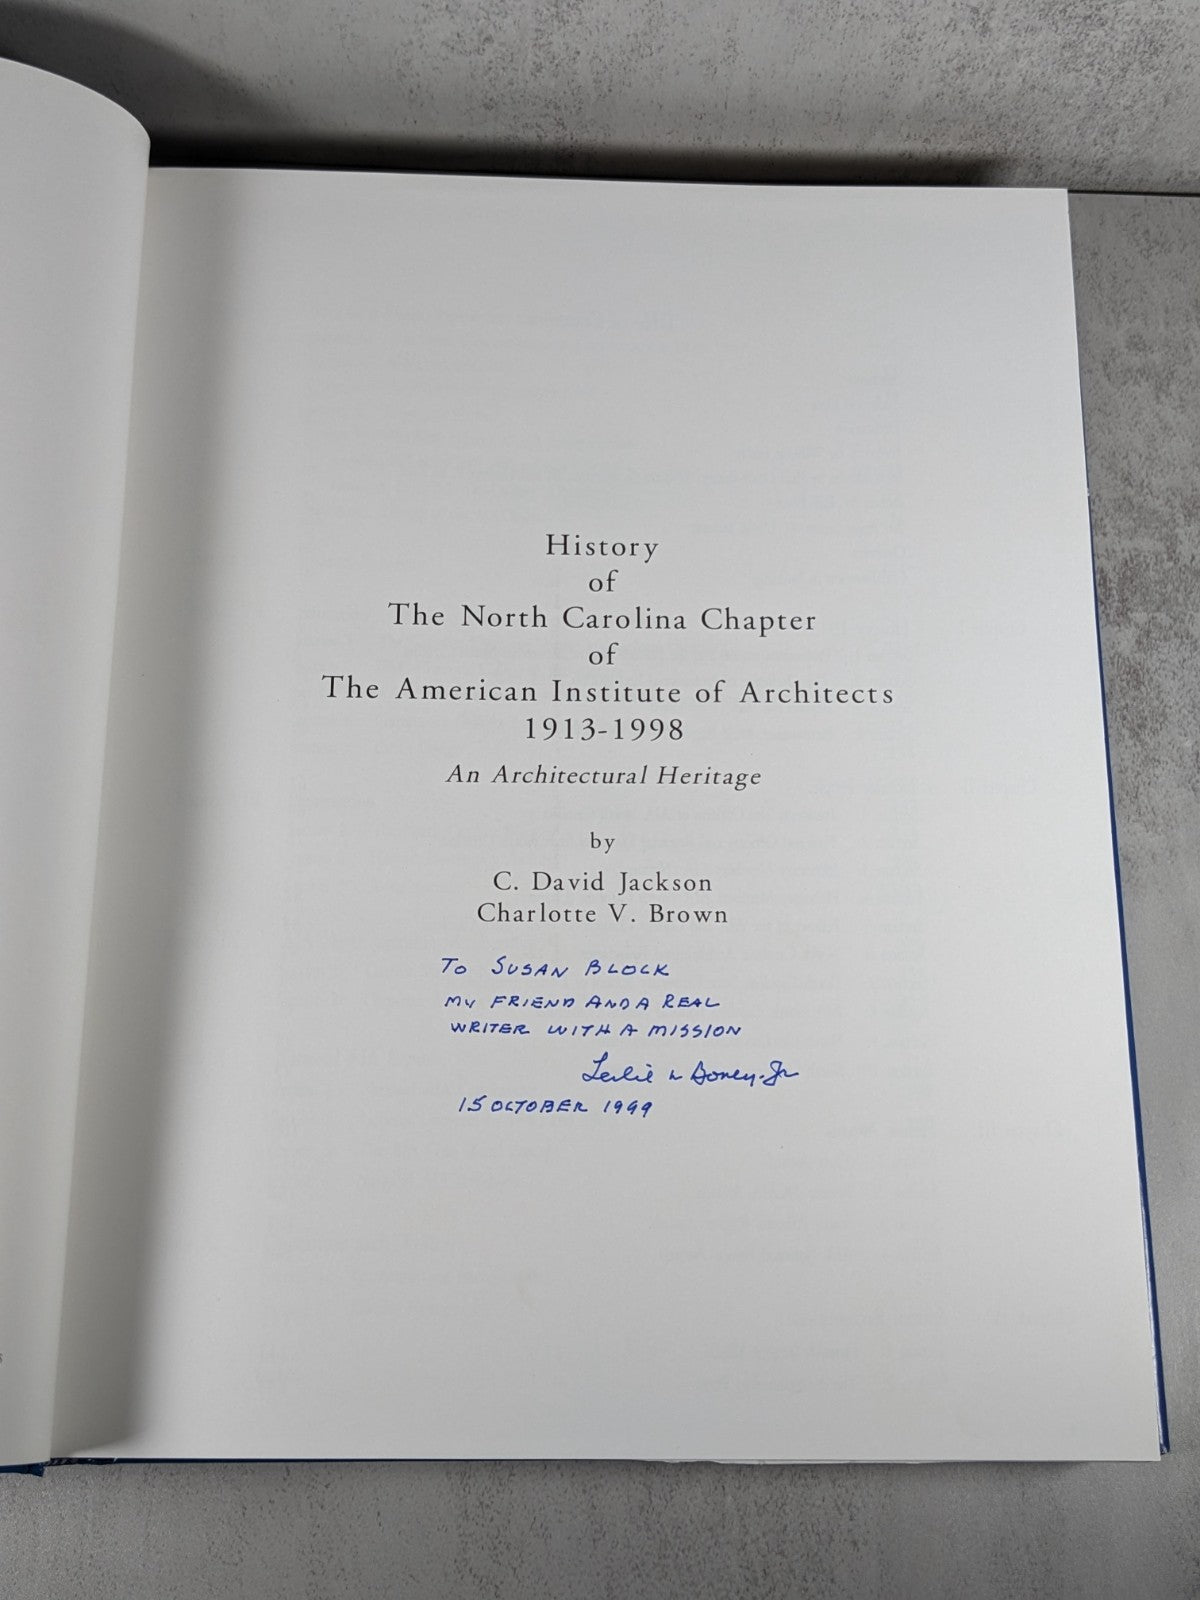 History
of
The North Carolina Chapter
of
The American Institute of Architects
1913-1998
An Architectural Heritage
by
C. David Jackson
Charlotte V. Brown
TO SUSAN BLOCK
MY FRIEND AND A REAL
WRITER WITH A MISSION
Leslie N Boney, Jr
15 OCTOBER 1999